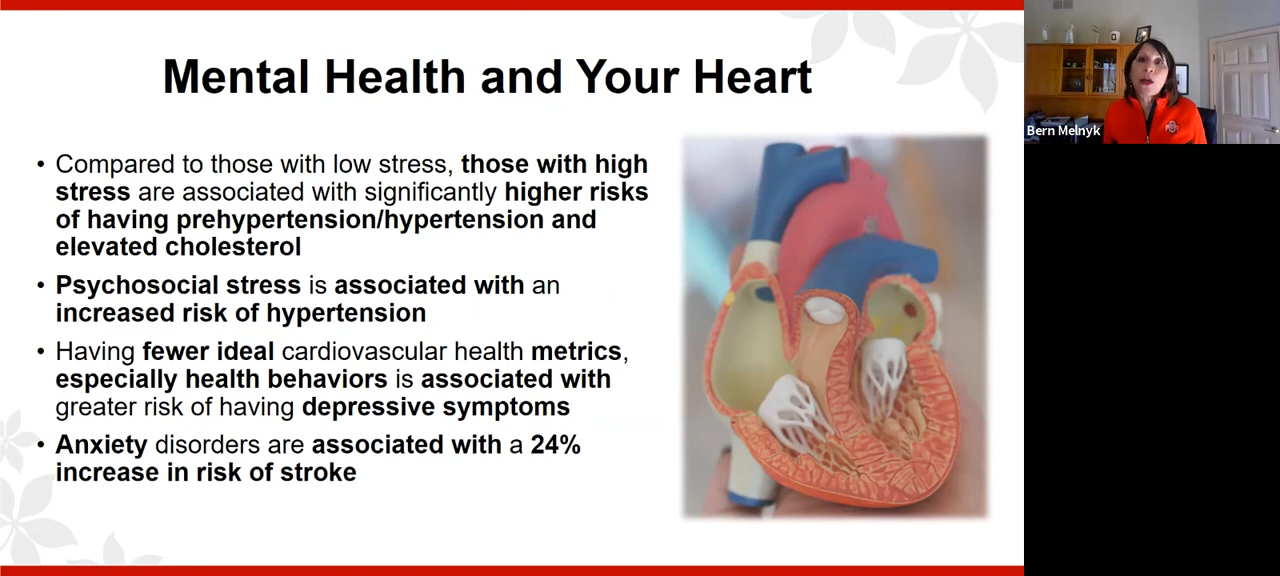 Mental Health and Your Heart
• Compared to those with low stress, those with high
stress are associated with significantly higher risks
of having prehypertension/hypertension and
elevated cholesterol
• Psychosocial stress is associated with an
increased risk of hypertension
• Having fewer ideal cardiovascular health metrics,
especially health behaviors is associated with
greater risk of having depressive symptoms
• Anxiety disorders are associated with a 24%
increase in risk of stroke
Bern Melnyk